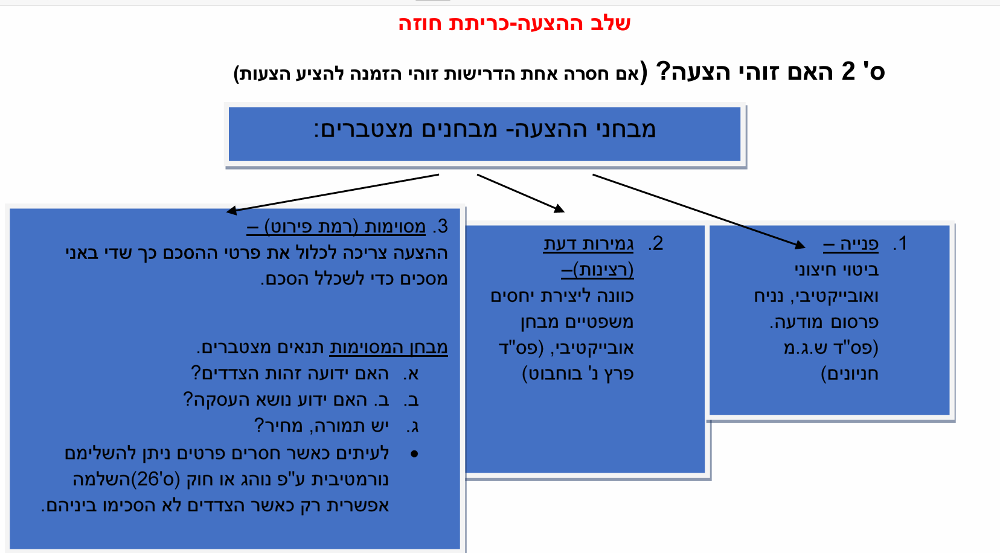 שלב ההצעה-כריתת חוזה
ס' 2 האם זוהי הצעה? (אם חסרה אחת הדרישות זוהי הזמנה להציע הצעות)
מבחני ההצעה- מבחנים מצטברים:
1. פנייה –
ביטוי חיצוני
ואובייקטיבי, נניח
פרסום מודעה.
(פס"ד ש.ג.מ
חניונים)
2. גמירות דעת
(רצינות)–
כוונה ליצירת יחסים
משפטיים מבחן
אובייקטיבי, (פס"ד
פרץ נ' בוחבוט)
3. מסוימות (רמת פירוט) –
ההצעה צריכה לכלול את פרטי ההסכם כך שדי באני
מסכים כדי לשכלל הסכם.
מבחן המסוימות תנאים מצטברים.
א. האם ידועה זהות הצדדים?
ב. ב. האם ידוע נושא העסקה?
ג. יש תמורה, מחיר?
• לעיתים כאשר חסרים פרטים ניתן להשלימם
נורמטיבית ע"פ נוהג או חוק (ס'26)השלמה
אפשרית רק כאשר הצדדים לא הסכימו ביניהם.